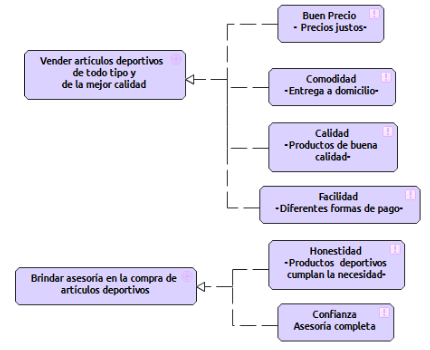 Buen Precio
- Precios justos-
Vender artículos deportivos
de todo tipo y
de la mejor calidad
Comodidad
-Entrega a domicilio-
Calidad
-Productos de buena
calidad-
Facilidad
-Diferentes formas de pago-
Honestidad
-Productos deportivos
cumplan la necesidad-
Brindar asesoría en la compra de
artículos deportivos
Confianza
Asesoría completa